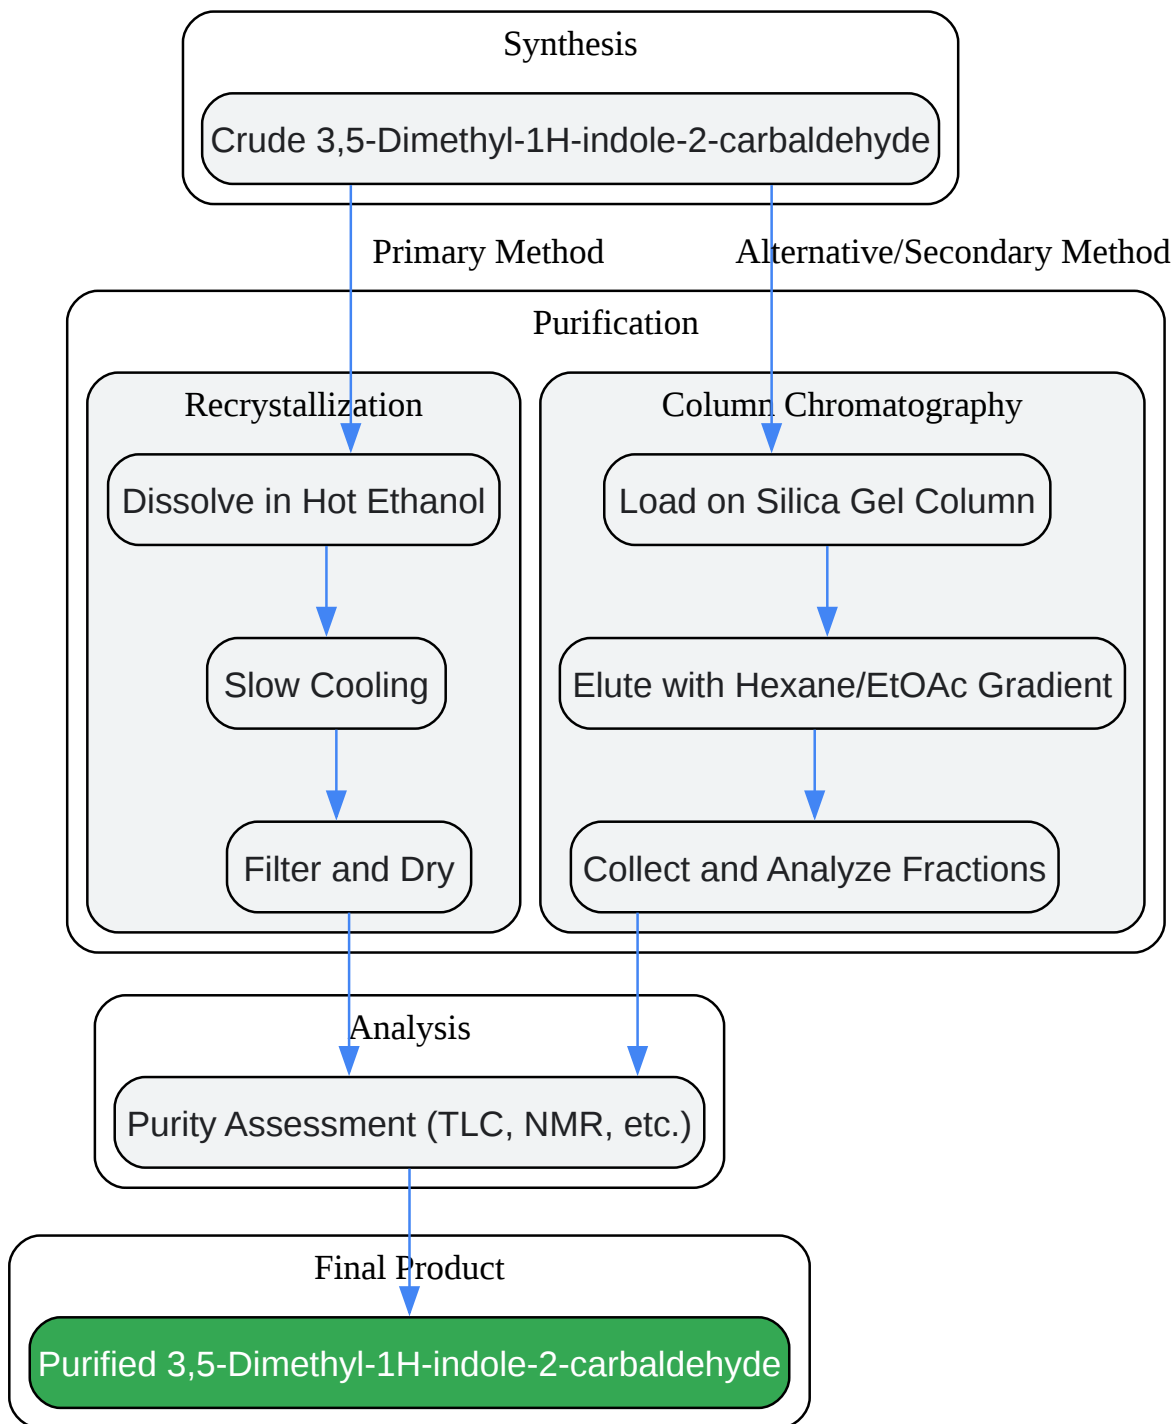 Synthesis
Crude 3,5-Dimethyl-1H-indole-2-carbaldehyde
Primary Method
Alternative/Secondary Method
Purification
Recrystallization
Dissolve in Hot Ethanol
Slow Cooling
Filter and Dry
Column Chromatography
Load on Silica Gel Column
Elute with Hexane/EtOAc Gradient
Collect and Analyze Fractions
Analysis
Purity Assessment (TLC, NMR, etc.)
Final Product
Purified 3,5-Dimethyl-1H-indole-2-carbaldehyde